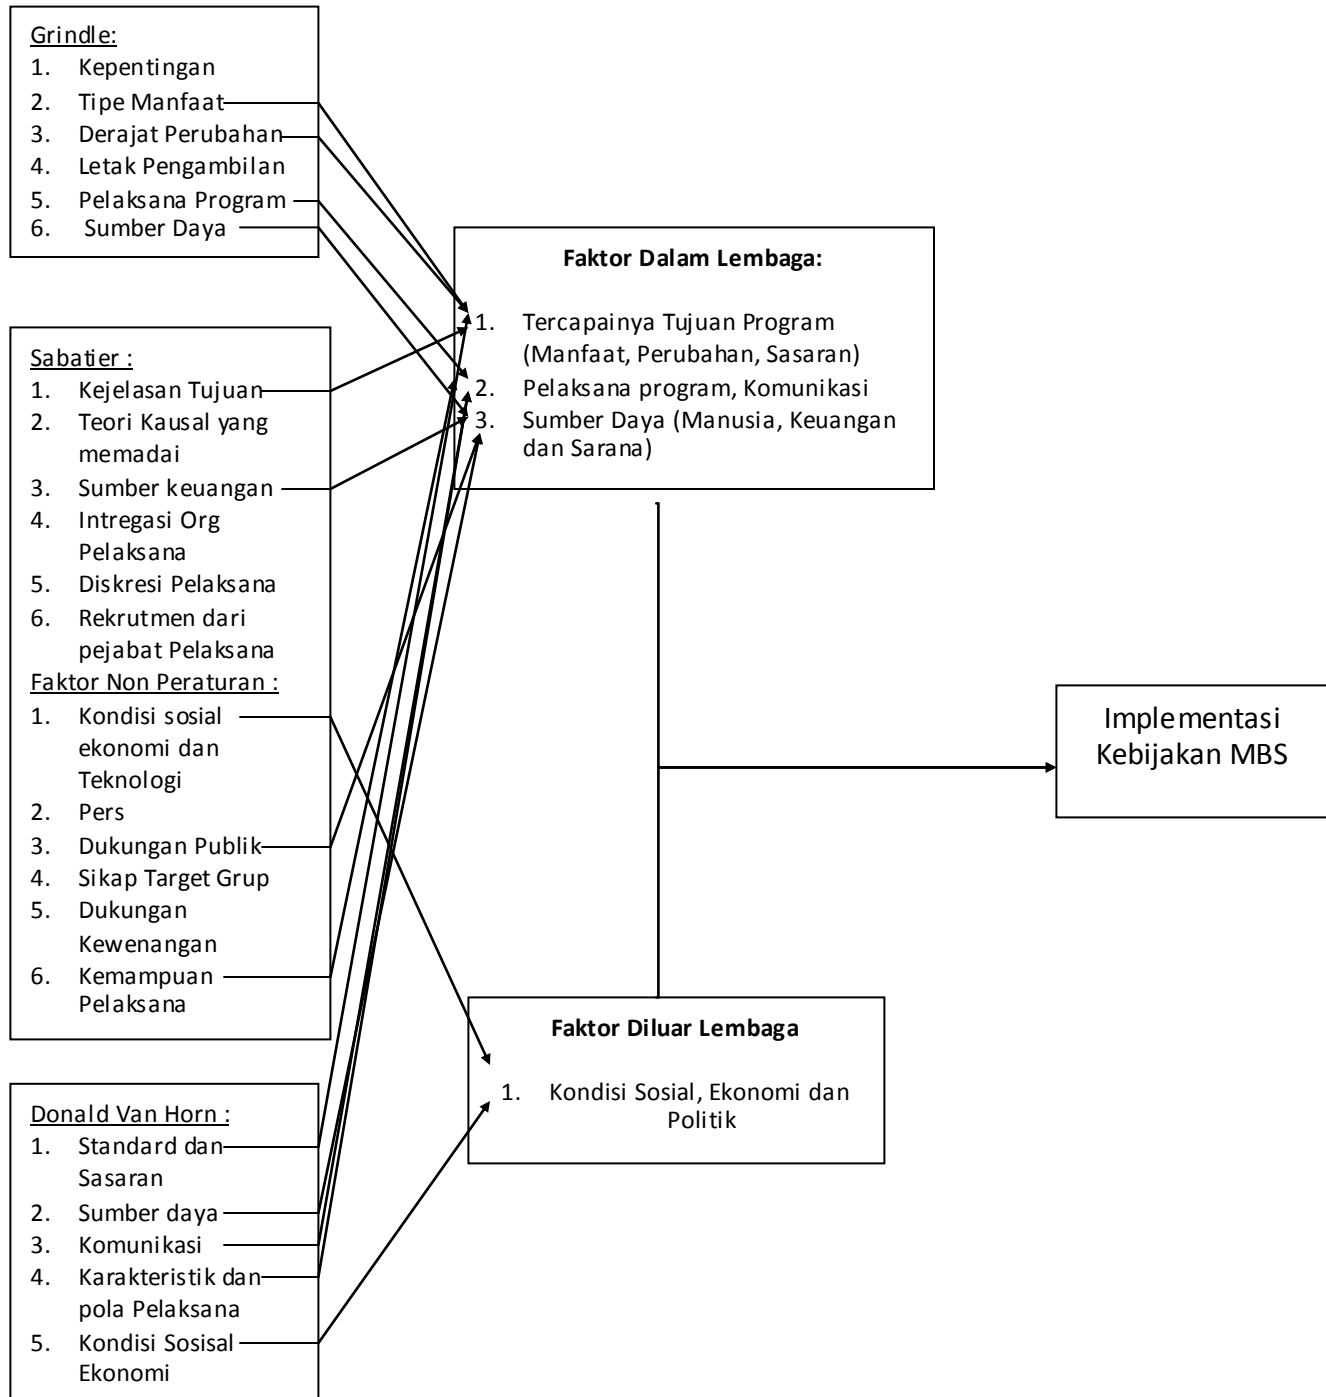 Grindle:
1. Kepentingan
2. Tipe Manfaat
3. Derajat Perubahan
4. Letak Pengambilan
5. Pelaksana Program
6. Sumber Daya
Sabatier :
1. Kejelasan Tujuan
2. Teori Kausal yang
memadai
3. Sumber keuangan
4. Intregasi Org
Pelaksana
5. Diskresi Pelaksana
6. Rekrutmen dari
pejabat Pelaksana
Faktor Non Peraturan :
1. Kondisi sosial
ekonomi dan
Teknologi
2. Pers
3. Dukungan Publik
4. Sikap Target Grup
5. Dukungan
Kewenangan
6. Kemampuan
Pelaksana
Donald Van Horn :
1. Standard dan
Sasaran
2. Sumber daya
3. Komunikasi
4. Karakteristik dan
pola Pelaksana
5. Kondisi Sosisal
Ekonomi
Faktor Dalam Lembaga:
1. Tercapainya Tujuan Program
(Manfaat, Perubahan, Sasaran)
2. Pelaksana program, Komunikasi
3. Sumber Daya (Manusia, Keuangan
dan Sarana)
Faktor Diluar Lembaga
1. Kondisi Sosial, Ekonomi dan
Politik
Implementasi
Kebijakan MBS